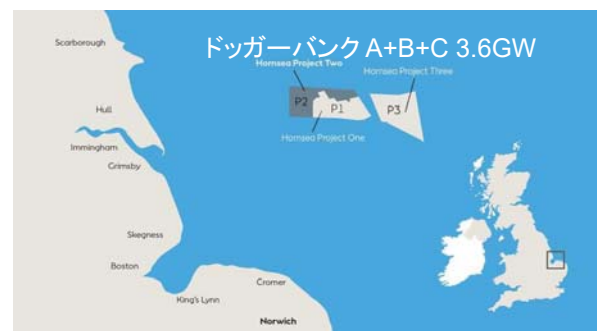 ドッガーバンク A+B+C 3.6GW
Scarborough
Hornsea Project Two
Hornsea Project Three
P2
P1
P3
Hull
Hornsea Project One
Immingham
Grimsby
Skegness
Boston
Cromer
King's Lynn
Norwich